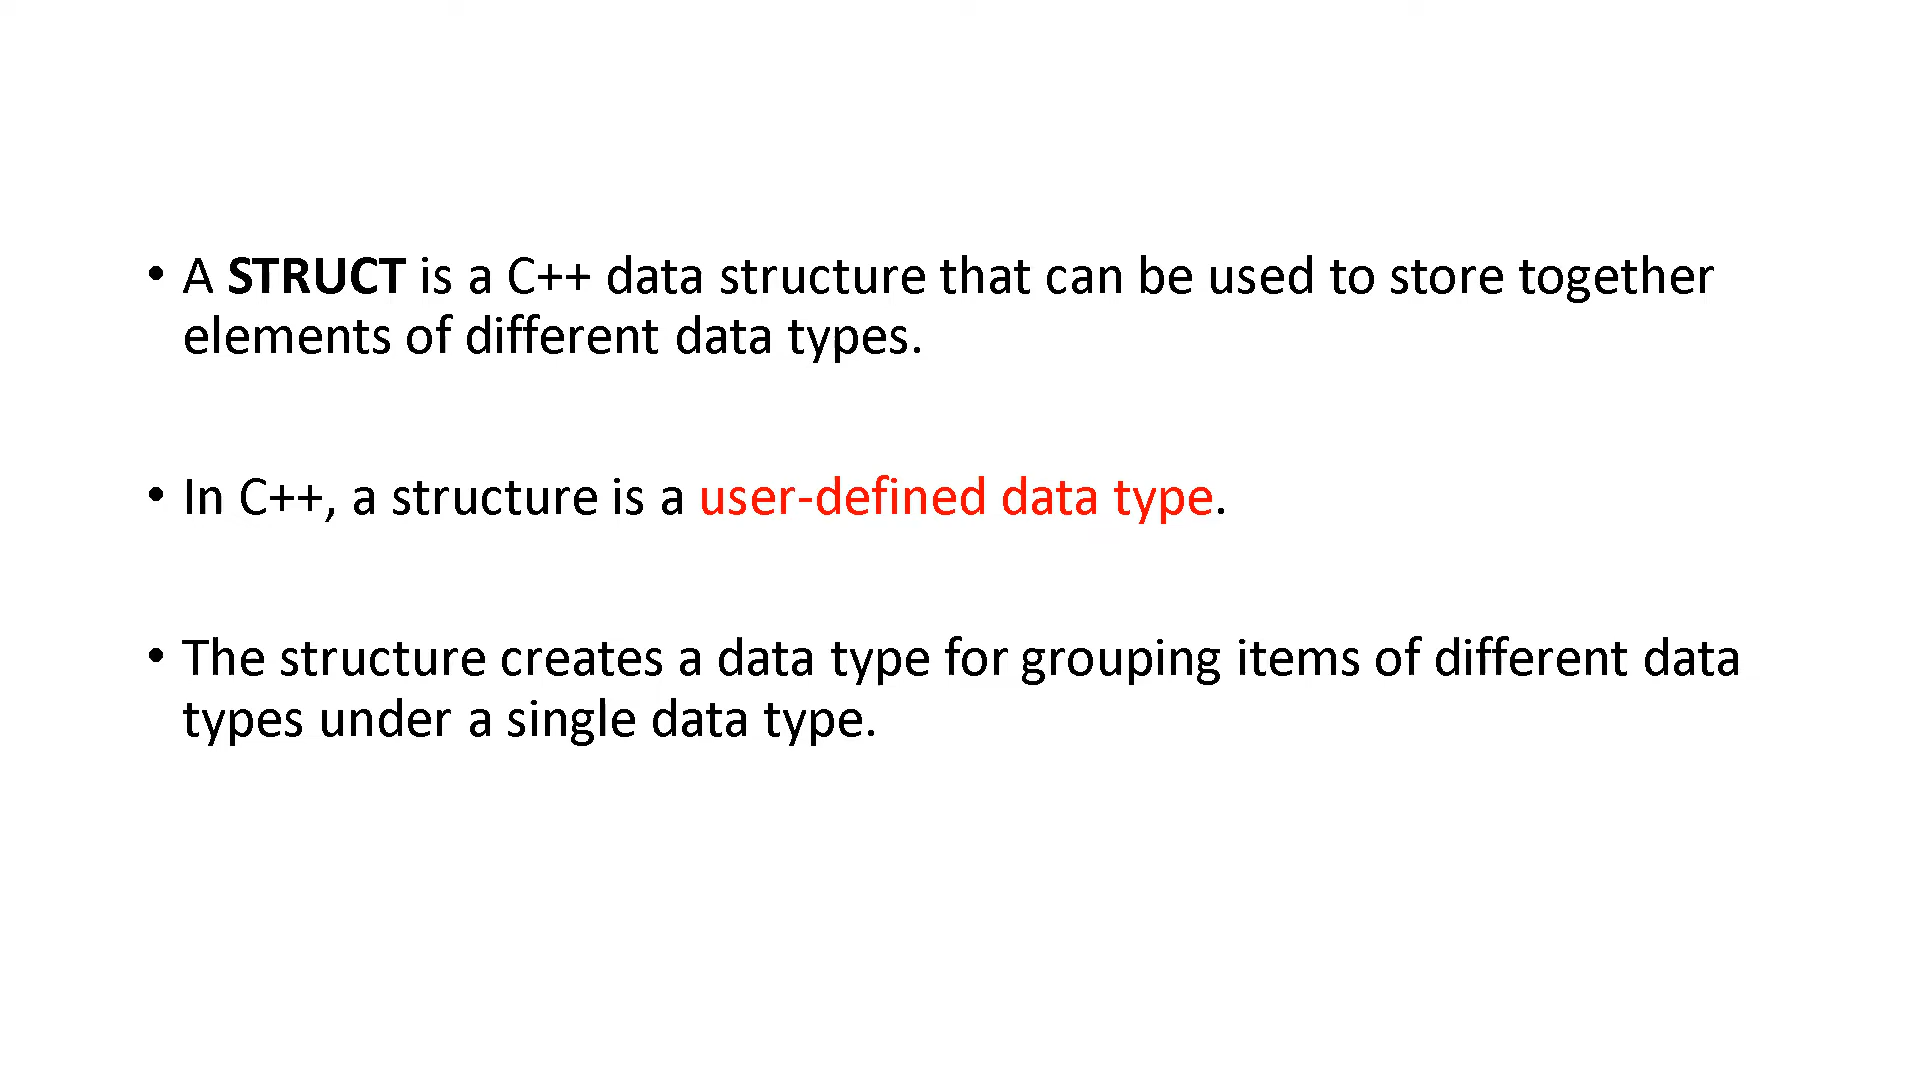 • A STRUCT is a C++ data structure that can be used to store together
elements of different data types.
• In C++, a structure is a user-defined data type.
• The structure creates a data type for grouping items of different data
types under a single data type.